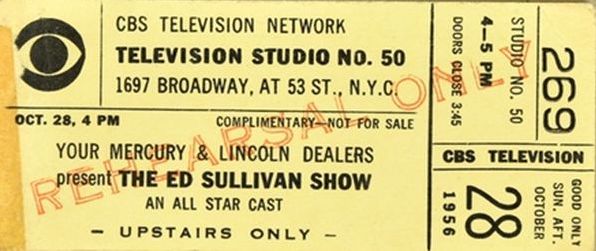 CBS TELEVISION NETWORK
TELEVISION STUDIO NO. 50
1697 BROADWAY, AT 53 ST., N.Y.C.
OCT. 28, 4 PM
COMPLIMENTARY—NOT FOR SALE
YOUR MERCURY & LINCOLN DEALERS
present THE ED SULLIVAN SHOW
AN ALL STAR CAST
– UPSTAIRS ONLY –
REHEARSAL ONLY
DOORS CLOSE 3:45
4–5 PM
STUDIO NO. 50
269
CBS TELEVISION
1956
28
OCTOBER
SUN. AFT.
GOOD ONLY